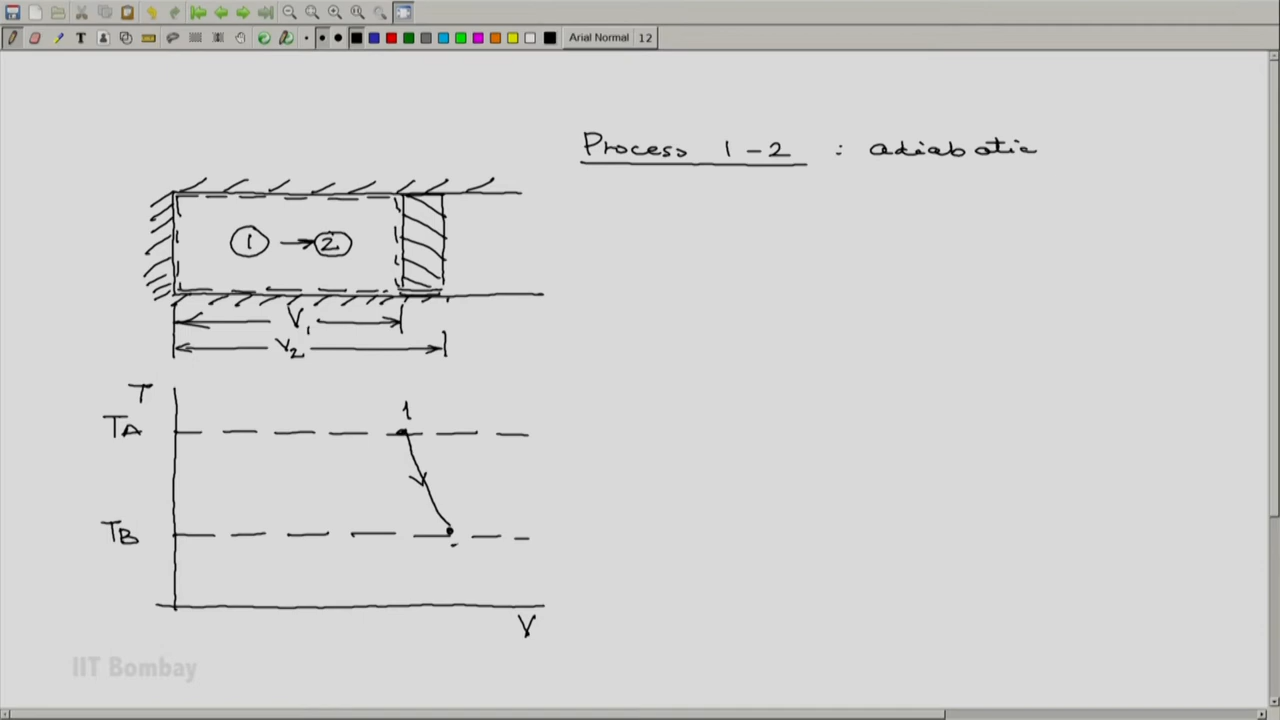 Arial Normal 12
Process 1-2 : adiabatic
1 → 2
V1
V2
T
TA
1
TB
V
IIT Bombay